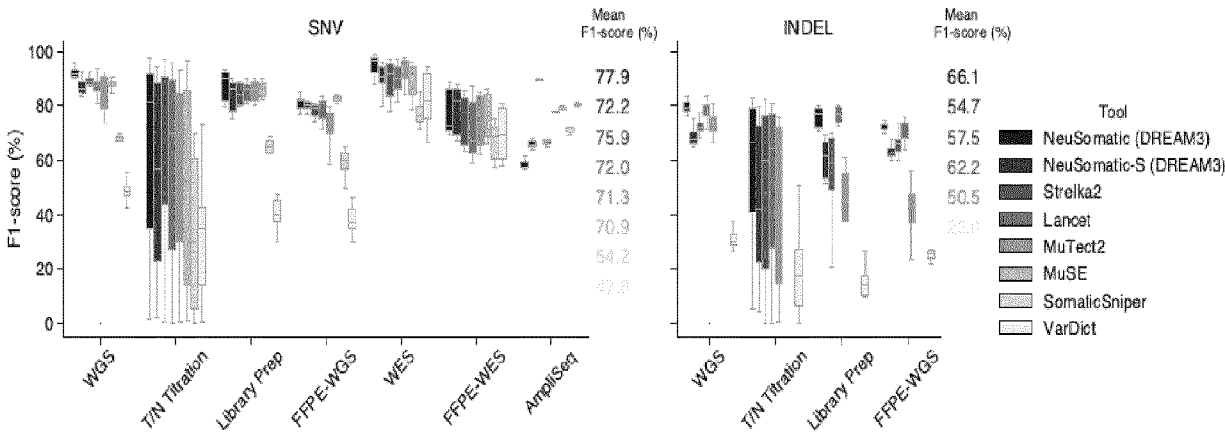 SNV
Mean
F1-score (%)
INDEL
Mean
F1-score (%)
F1-score (%)
100
80
60
40
20
0
77.9
72.2
75.9
72.0
71.3
70.9
54.2
66.1
54.7
57.5
62.2
50.5
Tool
NeuSomatic (DREAM3)
NeuSomatic-S (DREAM3)
Strelka2
Lancet
MuTect2
MuSE
SomaticSniper
VarDict
WGS
T/N Titration
Library Prep
FFPE-WGS
WES
FFPE-WES
AmpliSeq
WGS
T/N Titration
Library Prep
FFPE-WGS